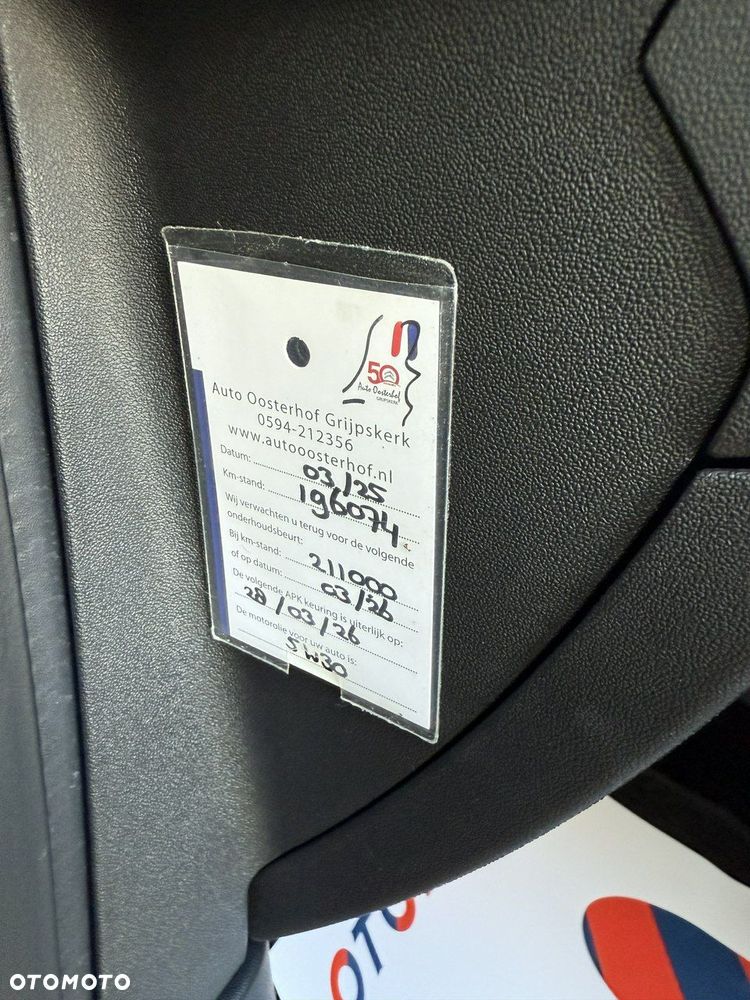 50
Auto Oosterhof
GRIJPSKERK
Auto Oosterhof Grijpskerk
0594-212356
www.autooosterhof.nl
Datum: 03/25
Km-stand: 196074
Wij verwachten u terug voor de volgende
onderhoudsbeurt:
Bij km-stand: 211000
of op datum: 03/26
De volgende APK keuring is uiterlijk op:
28/03/26
De motorolie voor uw auto is:
5W30
OTO
OTOMOTO